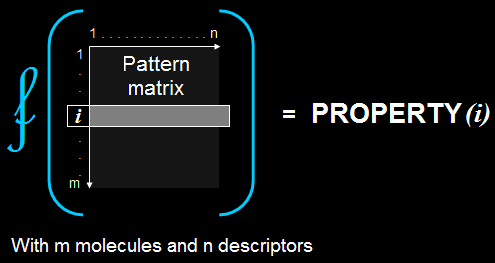 1 . . . . . . . . . . . . . . n
1
.
.
.
Pattern
matrix
f
i
= PROPERTY(i)
.
.
.
m
With m molecules and n descriptors